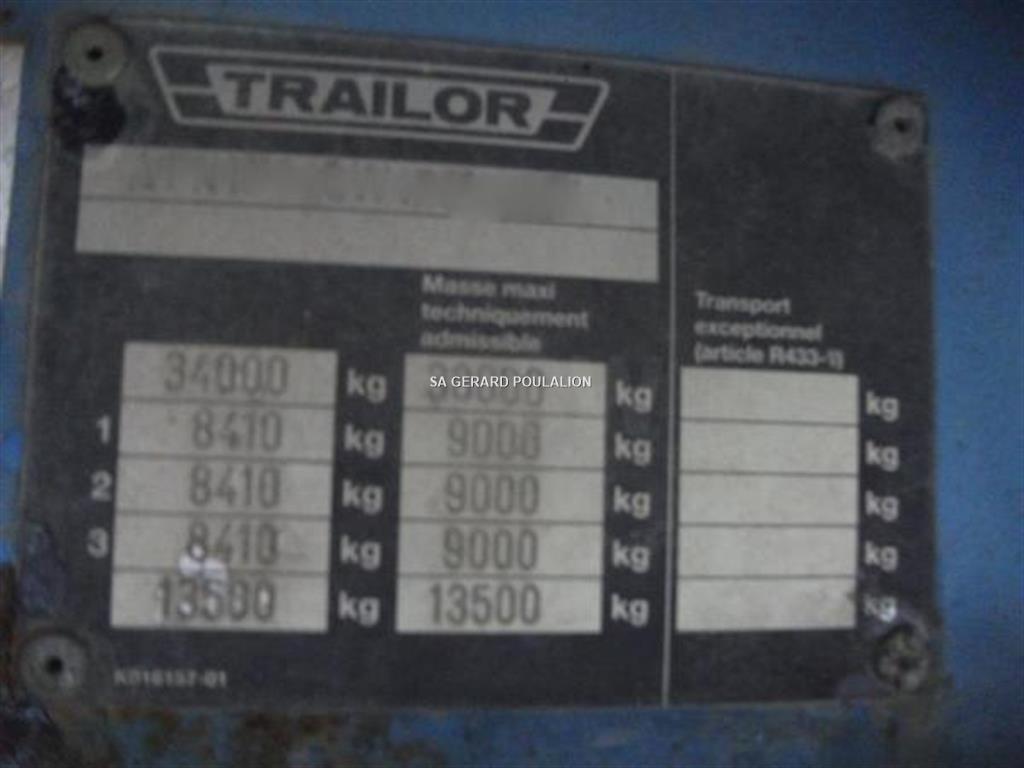 TRAILOR
Masse maxi
techniquement
admissible
Transport
exceptionnel
(article R433-1)
34000 kg kg kg
SA GERARD POULALION
1 8410 kg 9000 kg kg
2 8410 kg 9000 kg kg
3 8410 kg 9000 kg kg
13500 kg 13500 kg kg
K016157-01